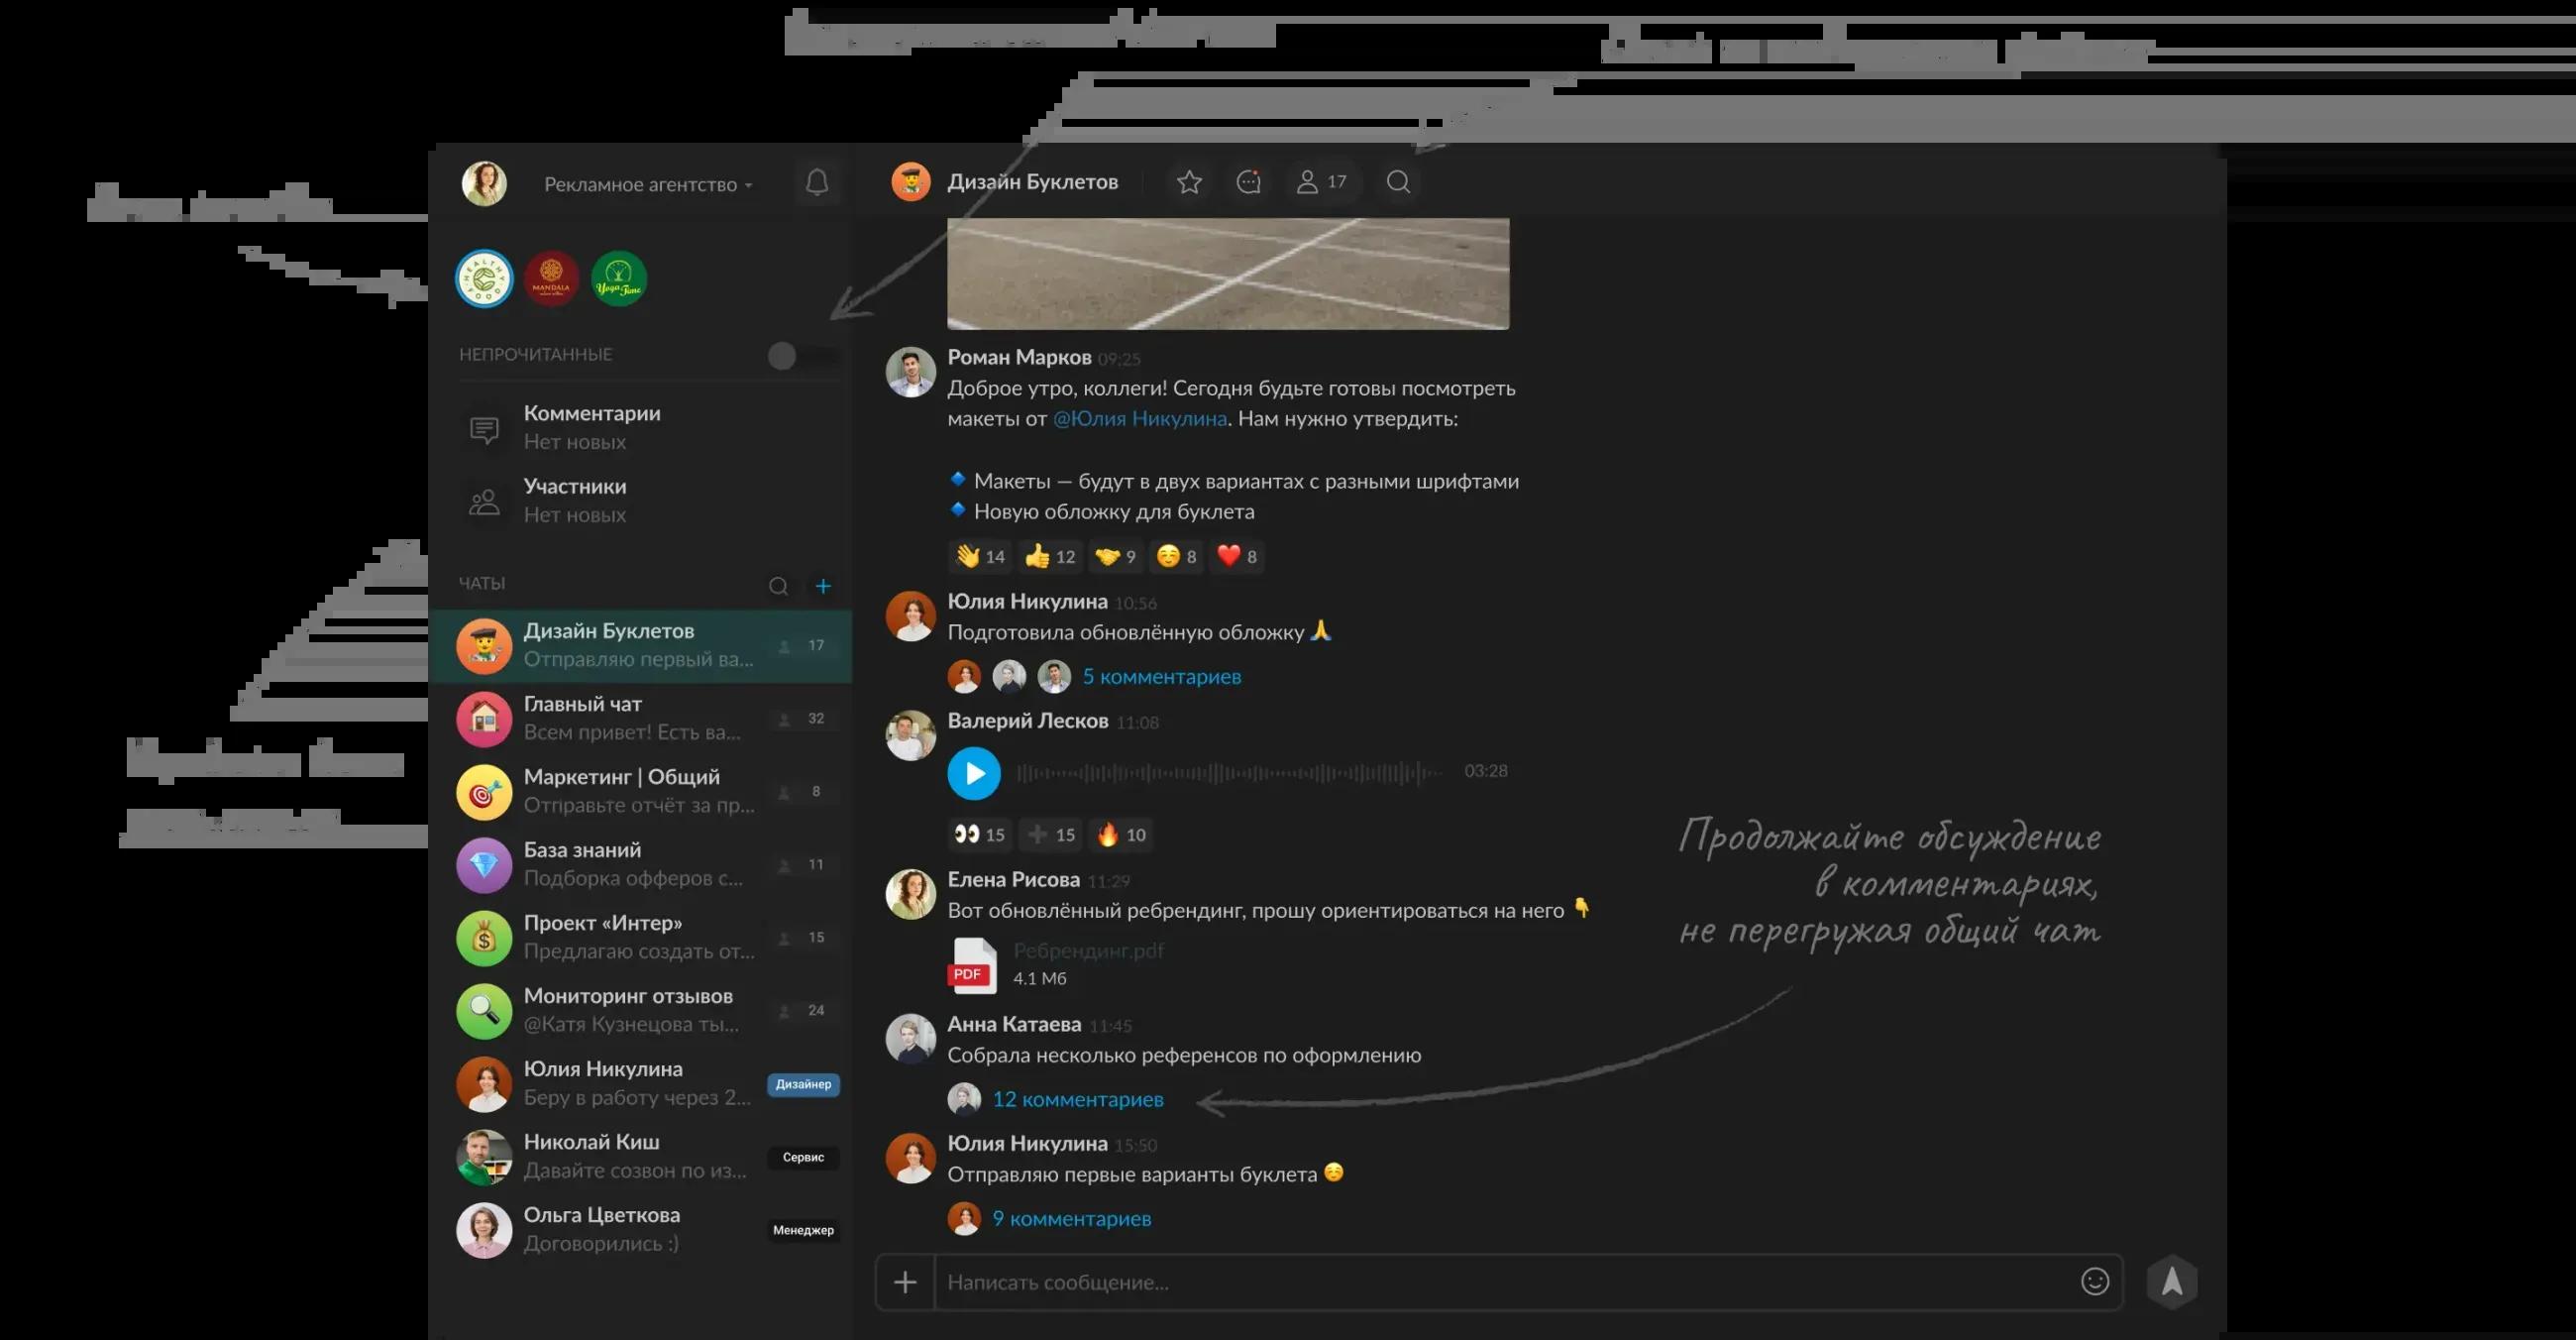 Рекламное агентство
HEALTHY FOOD
MANDALA
Yoga Time
НЕПРОЧИТАННЫЕ
Комментарии
Нет новых
Участники
Нет новых
ЧАТЫ
Дизайн Буклетов
Отправляю первый ва...
17
Главный чат
Всем привет! Есть ва...
32
Маркетинг | Общий
Отправьте отчёт за пр...
8
База знаний
Подборка офферов с...
11
Проект «Интер»
Предлагаю создать от...
15
Мониторинг отзывов
@Катя Кузнецова ты...
24
Юлия Никулина
Беру в работу через 2...
Дизайнер
Николай Киш
Давайте созвон по из...
Сервис
Ольга Цветкова
Договорились :)
Менеджер
Дизайн Буклетов
17
Роман Марков 09:25
Доброе утро, коллеги! Сегодня будьте готовы посмотреть
макеты от @Юлия Никулина. Нам нужно утвердить:
🔹 Макеты — будут в двух вариантах с разными шрифтами
🔹 Новую обложку для буклета
👋 14 👍 12 🤝 9 ☺️ 8 ❤️ 8
Юлия Никулина 10:56
Подготовила обновлённую обложку 🙏
5 комментариев
Валерий Лесков 11:08
03:28
👀 15 ➕ 15 🔥 10
Елена Рисова 11:29
Вот обновлённый ребрендинг, прошу ориентироваться на него 👇
PDF
Ребрендинг.pdf
4.1 Мб
Анна Катаева 11:45
Собрала несколько референсов по оформлению
12 комментариев
Юлия Никулина 15:50
Отправляю первые варианты буклета ☺️
9 комментариев
Написать сообщение...
Продолжайте обсуждение
в комментариях,
не перегружая общий чат